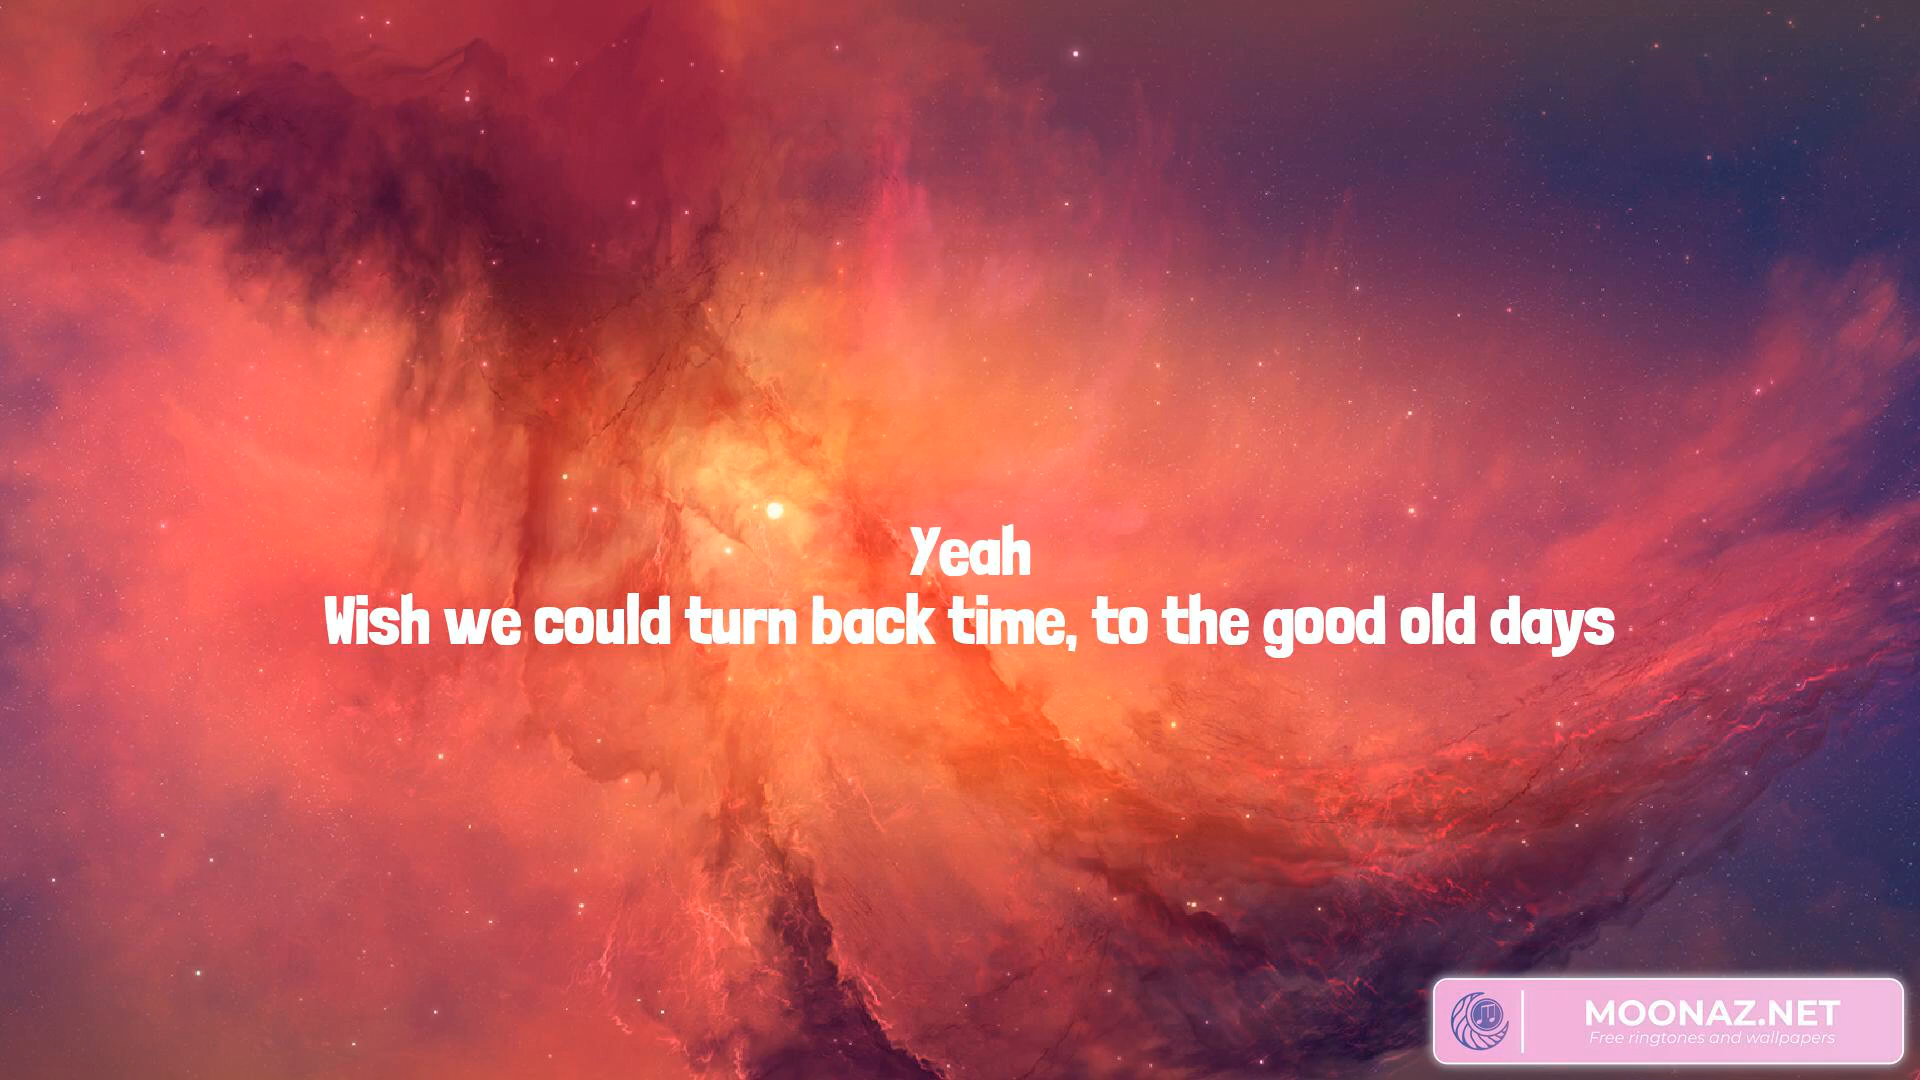 Yeah
Wish we could turn back time, to the good old days
MOONAZ.NET
Free ringtones and wallpapers